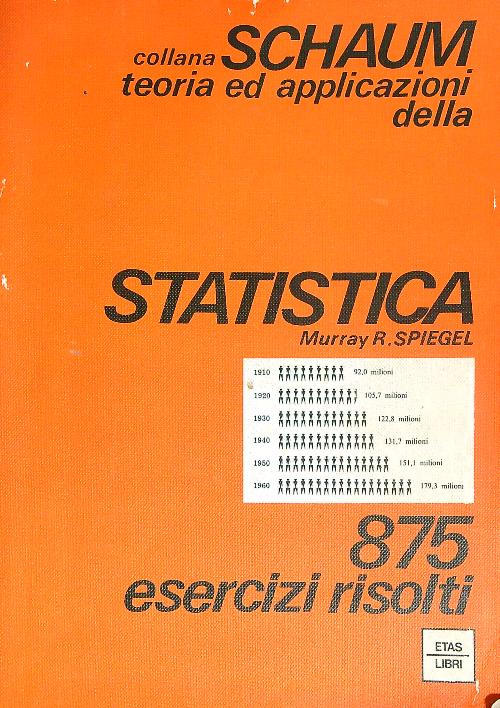 collana SCHAUM
teoria ed applicazioni
della
STATISTICA
Murray R. SPIEGEL
1910 92,0 milioni
1920 105,7 milioni
1930 122,8 milioni
1940 131,7 milioni
1950 151,1 milioni
1960 179,3 milioni
875
esercizi risolti
ETAS
LIBRI